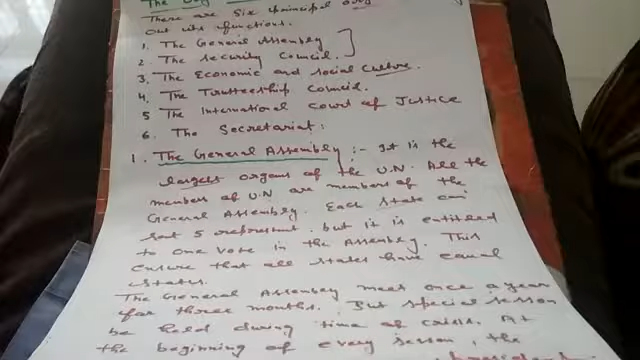 The Org
There are six principal org
out its functions.
1. The General Assembly
2. The Security Council.
3. The Economic and social Culture.
4. The Trusteeship Council.
5 The International Court of Justice
6. The Secretariat:
1. The General Assembly :- It is the
largest organs of the U.N. All the
members of U.N are members of the
General Assembly. Each state can
5 but it is entitled
to one vote in the Assembly. This
ensure that all states have equal
status.
The General Assembly meet once a year
for three months. But special session
be held during time of crisis. At
the beginning of every session, the